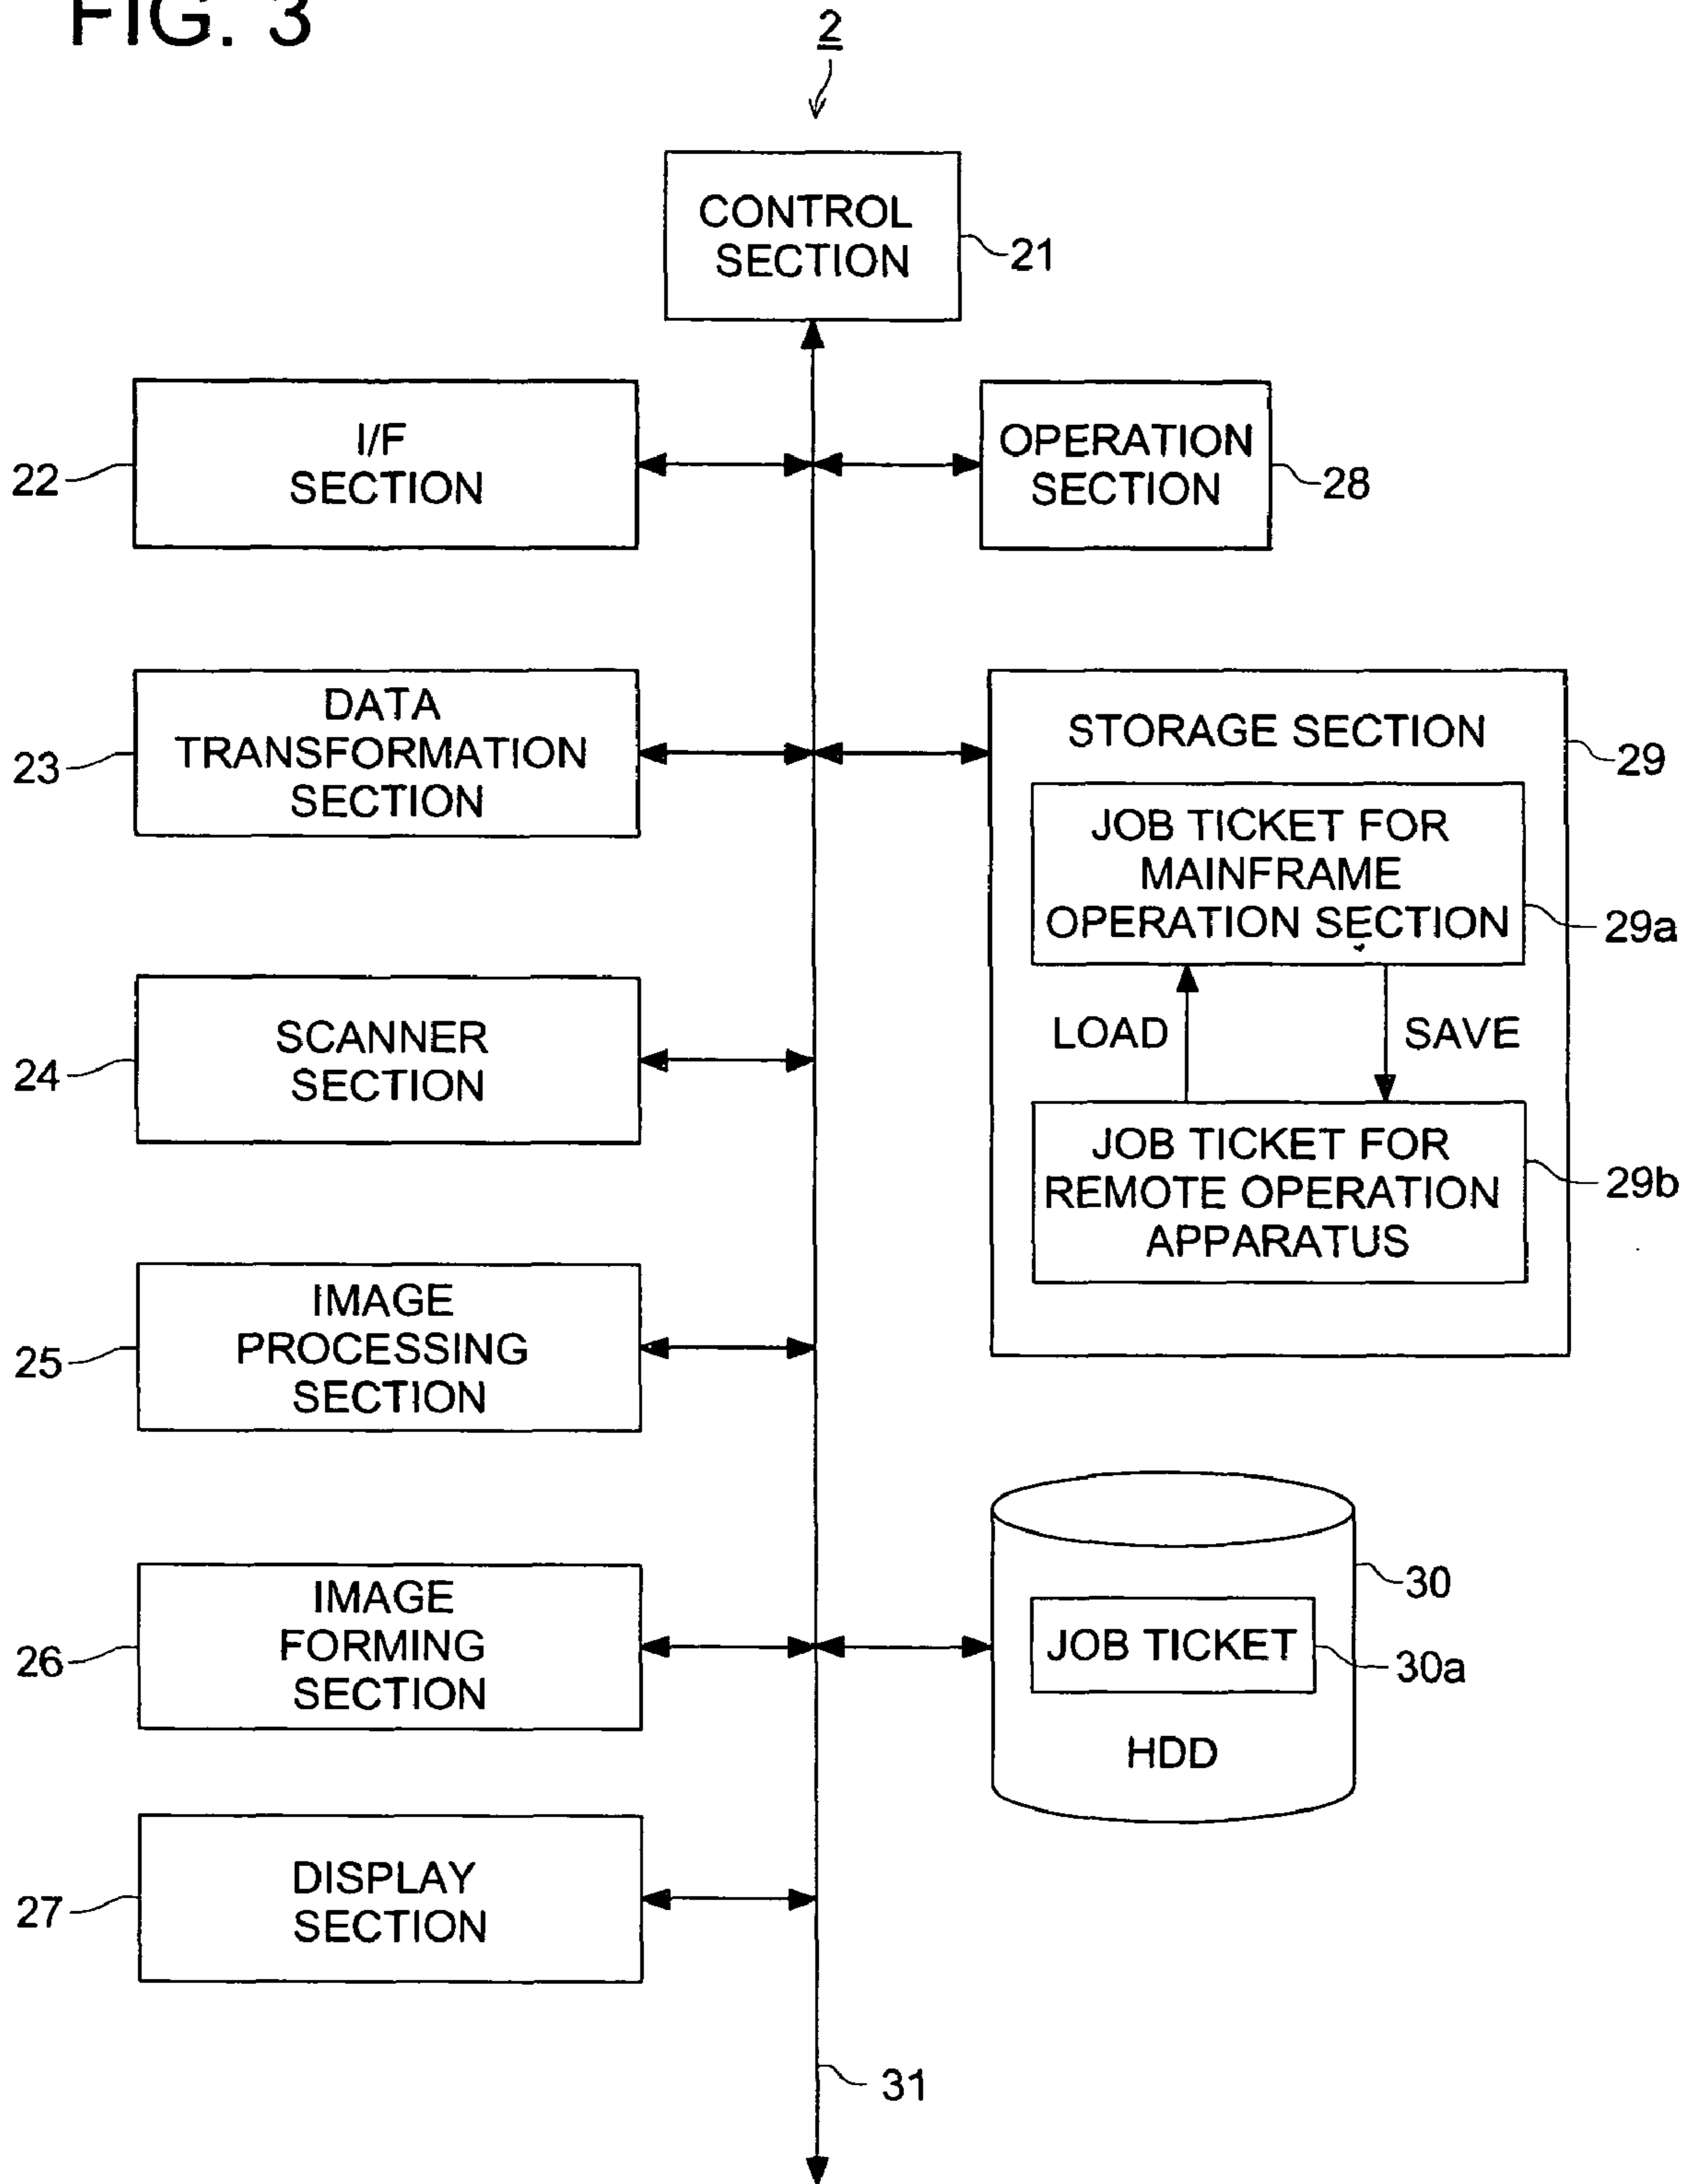 FIG. 3
2
CONTROL
SECTION
21
I/F
SECTION
22
OPERATION
SECTION
28
DATA
TRANSFORMATION
SECTION
23
STORAGE SECTION
29
JOB TICKET FOR
MAINFRAME
OPERATION SECTION
29a
LOAD
SAVE
JOB TICKET FOR
REMOTE OPERATION
APPARATUS
29b
SCANNER
SECTION
24
IMAGE
PROCESSING
SECTION
25
IMAGE
FORMING
SECTION
26
30
JOB TICKET
30a
HDD
DISPLAY
SECTION
27
31